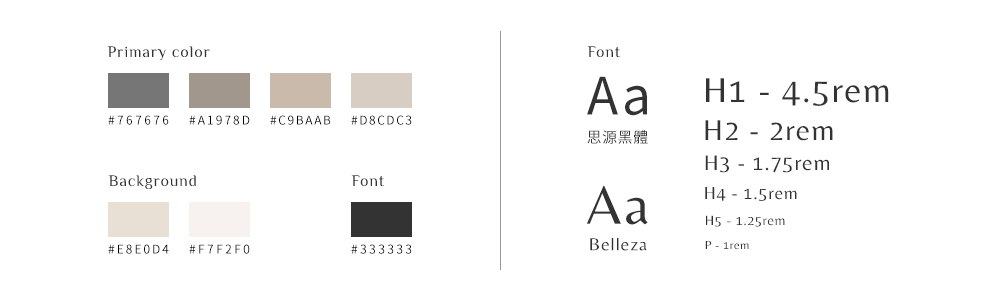 Primary color
#767676 #A1978D #C9BAAB #D8CDC3
Background
#E8E0D4 #F7F2F0
Font
#333333
Font
Aa
思源黑體
Aa
Belleza
H1 - 4.5rem
H2 - 2rem
H3 - 1.75rem
H4 - 1.5rem
H5 - 1.25rem
P - 1rem